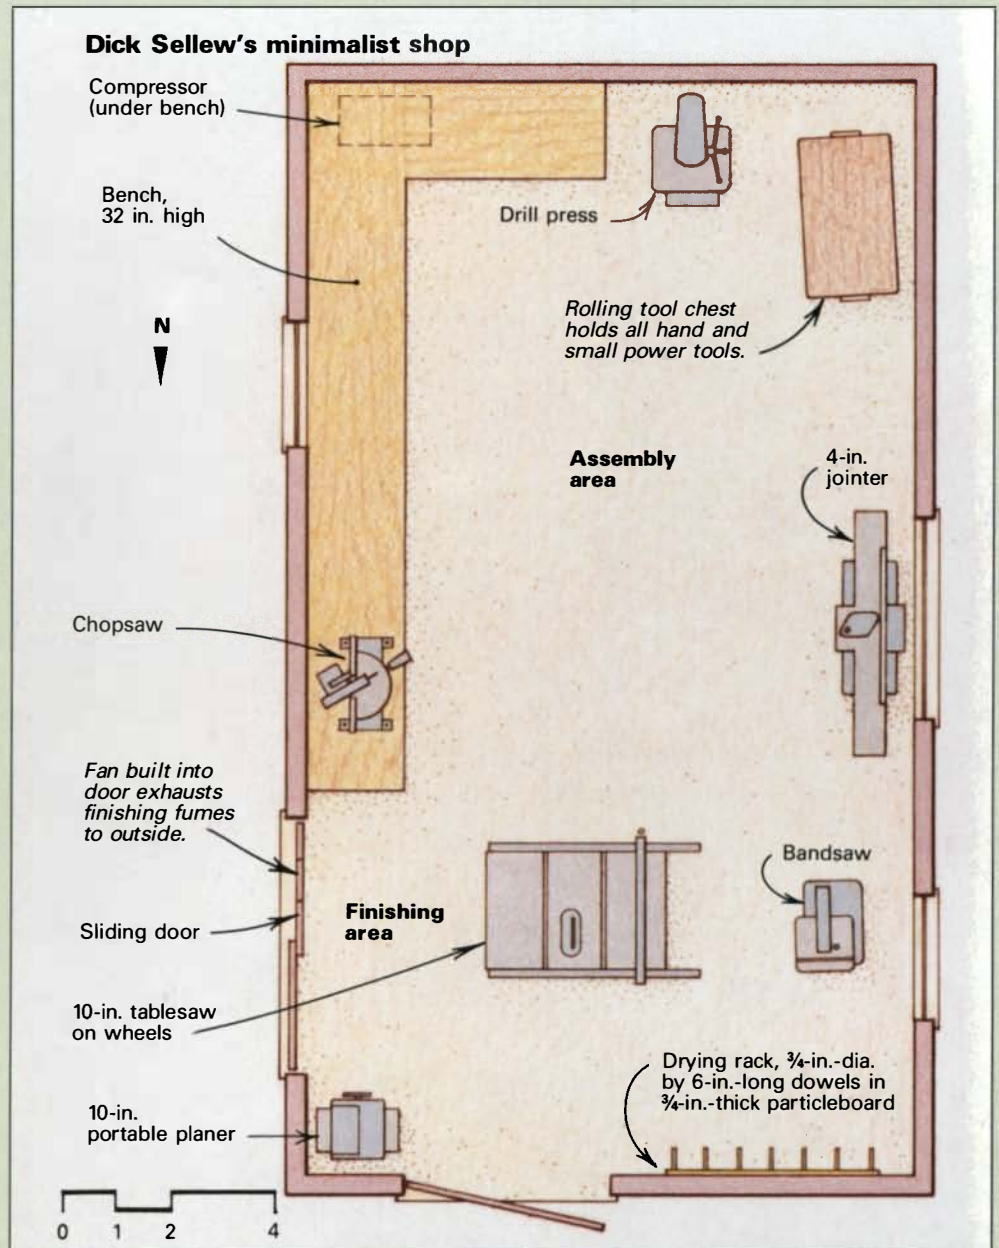 Dick Sellew's minimalist shop
Compressor
(under bench)
Bench,
32 in. high
N
Drill press
Rolling tool chest
holds all hand and
small power tools.
Assembly
area
4-in.
jointer
Chopsaw
Fan built into
door exhausts
finishing fumes
to outside.
Sliding door
Finishing
area
Bandsaw
10-in. tablesaw
on wheels
Drying rack, ¾-in.-dia.
by 6-in.-long dowels in
¾-in.-thick particleboard
10-in.
portable planer
0 1 2 4